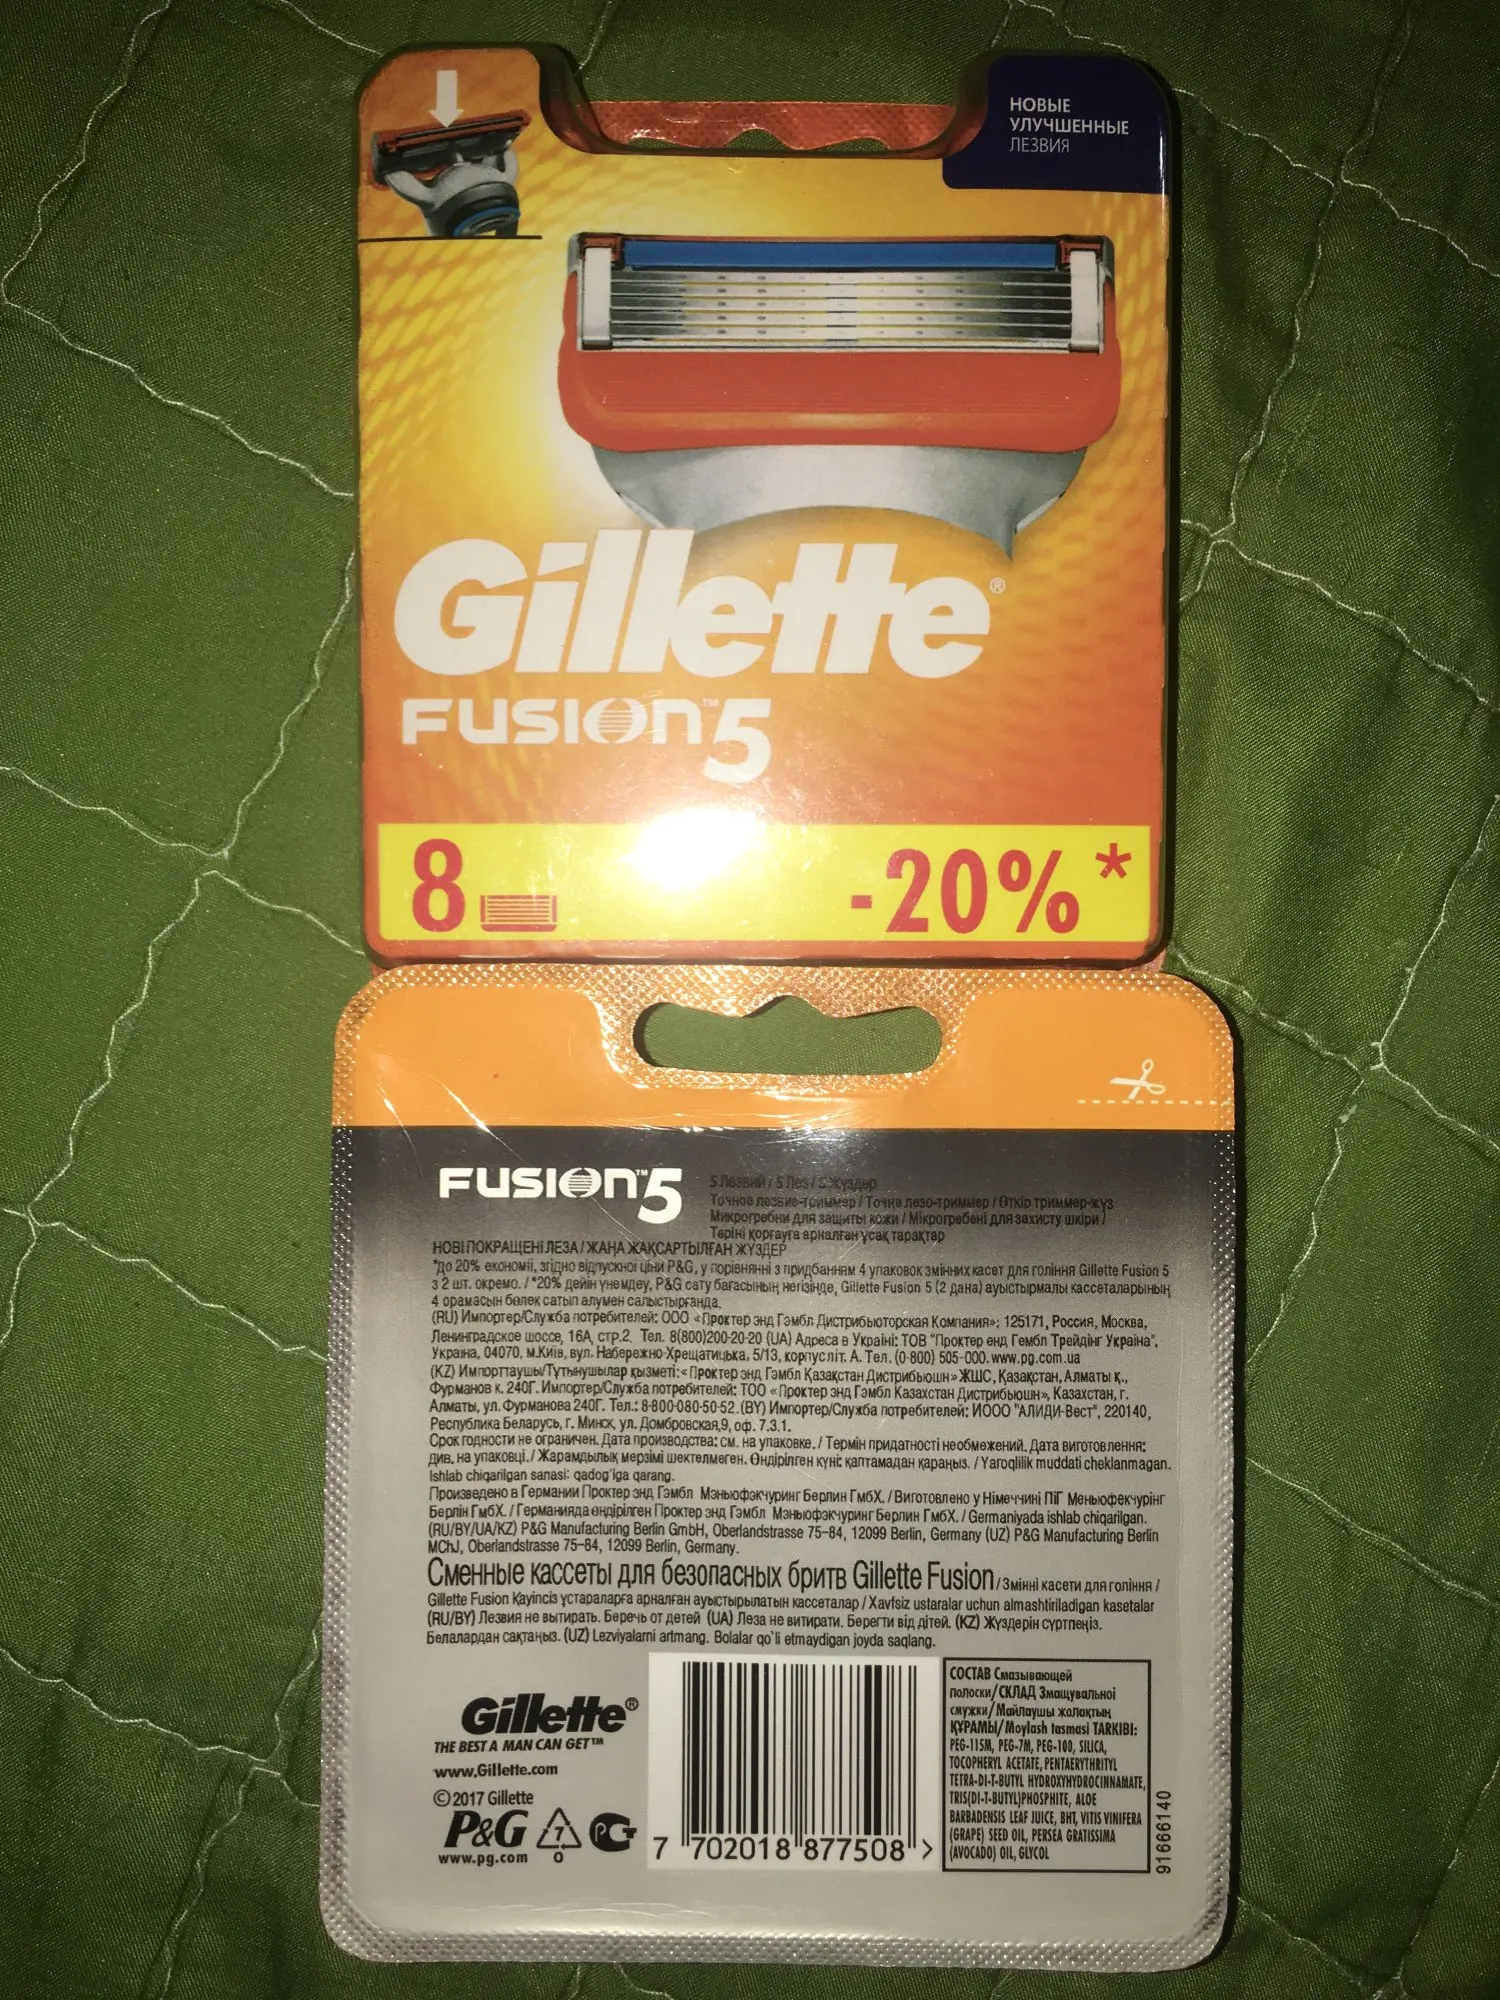 НОВЫЕ
УЛУЧШЕННЫЕ
ЛЕЗВИЯ
Gillette®
FUSION™5
8 -20%*
FUSION™5
5 Лезвий / 5 Лез / 5 Жүздер
Точное лезвие-триммер / Точне лезо-триммер / Өткір триммер-жүз
Микрогребни для защиты кожи / Мікрогребені для захисту шкіри /
Теріні қорғауға арналған ұсақ тарақтар
НОВІ ПОКРАЩЕНІ ЛЕЗА / ЖАҢА ЖАҚСАРТЫЛҒАН ЖҮЗДЕР
*До 20% економії, згідно відпускної ціни P&G, у порівнянні з придбанням 4 упаковок змінних касет для гоління Gillette Fusion 5
з 2 шт. окремо. / *20% дейін үнемдеу, P&G сату бағасының негізінде, Gillette Fusion 5 (2 дана) ауыстырмалы кассеталарының
4 орамасын бөлек сатып алумен салыстырғанда.
(RU) Импортер/Служба потребителей: ООО «Проктер энд Гэмбл Дистрибьюторская Компания»; 125171, Россия, Москва,
Ленинградское шоссе, 16А, стр.2, Тел. 8(800)200-20-20 (UA) Адреса в Україні: ТОВ "Проктер енд Гембл Трейдінг Україна",
Україна, 04070, м.Київ, вул. Набережно-Хрещатицька, 5/13, корпус літ. А. Тел. (0-800) 505-000. www.pg.com.ua
(KZ) Импорттаушы/Тұтынушылар қызметі: «Проктер энд Гэмбл Қазақстан Дистрибьюшн» ЖШС, Қазақстан, Алматы қ.,
Фурманов к. 240Г. Импортер/Служба потребителей: ТОО «Проктер энд Гэмбл Казахстан Дистрибьюшн», Казахстан, г.
Алматы, ул. Фурманова 240Г. Тел.: 8-800-080-50-52. (BY) Импортер/Служба потребителей: ИООО "АЛИДИ-Вест", 220140,
Республика Беларусь, г. Минск, ул. Домбровская,9, оф. 7.3.1.
Срок годности не ограничен. Дата производства: см. на упаковке. / Термін придатності необмежений. Дата виготовлення:
див. на упаковці. / Жарамдылық мерзімі шектелмеген. Өндірілген күні: қаптамадан қараңыз. / Yaroqlilik muddati cheklanmagan.
Ishlab chiqarilgan sanasi: qadog'iga qarang.
Произведено в Германии Проктер энд Гэмбл Мэньюфэкчуринг Берлин ГмбХ. / Виготовлено у Німеччині ПіГ Меньюфекчурінг
Берлін ГмбХ. / Германияда өндірілген Проктер энд Гэмбл Мэньюфэкчуринг Берлин ГмбХ. / Germaniyada ishlab chiqarilgan.
(RU/BY/UA/KZ) P&G Manufacturing Berlin GmbH, Oberlandstrasse 75-84, 12099 Berlin, Germany (UZ) P&G Manufacturing Berlin
MChJ, Oberlandstrasse 75-84, 12099 Berlin, Germany.
Сменные кассеты для безопасных бритв Gillette Fusion / Змінні касети для гоління /
Gillette Fusion Қауіпсіз ұстараларға арналған ауыстырылатын кассеталар / Xavfsiz ustaralar uchun almashtiriladigan kasetalar
(RU/BY) Лезвия не вытирать. Беречь от детей (UA) Леза не витирати. Берегти від дітей. (KZ) Жүздерін сүртпеңіз.
Балалардан сақтаңыз. (UZ) Lezviyalarni artmang. Bolalar qo'li etmaydigan joyda saqlang.
Gillette®
THE BEST A MAN CAN GET™
www.Gillette.com
©2017 Gillette
P&G
www.pg.com
7
O
7 702018 877508 >
СОСТАВ Смазывающей
полоски/СКЛАД Змащувальної
смужки/Майлаушы жолақтың
ҚҰРАМЫ/Moylash tasmasi TARKIBI:
PEG-115M, PEG-7M, PEG-100, SILICA,
TOCOPHERYL ACETATE, PENTAERYTHRITYL
TETRA-DI-T-BUTYL HYDROXYHYDROCINNAMATE,
TRIS(DI-T-BUTYL)PHOSPHITE, ALOE
BARBADENSIS LEAF JUICE, BHT, VITIS VINIFERA
(GRAPE) SEED OIL, PERSEA GRATISSIMA
(AVOCADO) OIL, GLYCOL
91666140